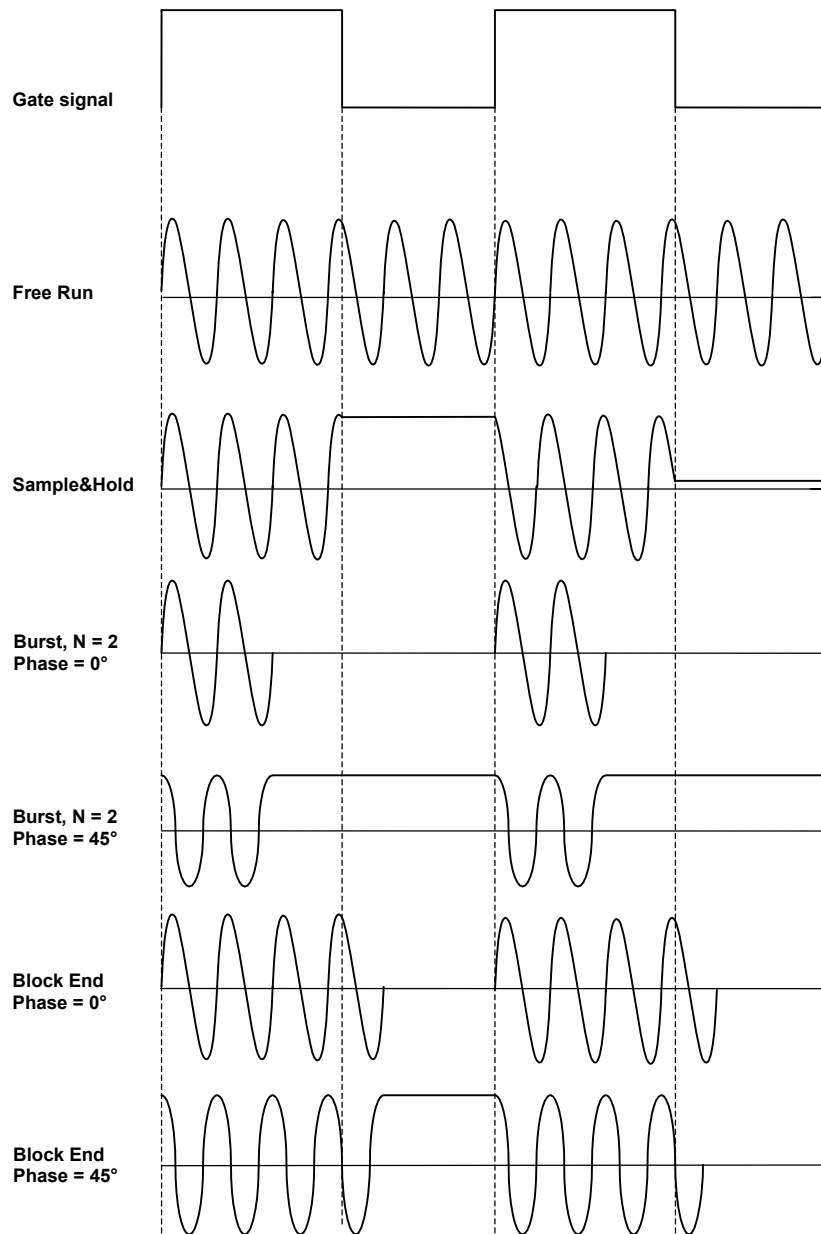 Gate signal
Free Run
Sample&Hold
Burst, N = 2
Phase = 0°
Burst, N = 2
Phase = 45°
Block End
Phase = 0°
Block End
Phase = 45°